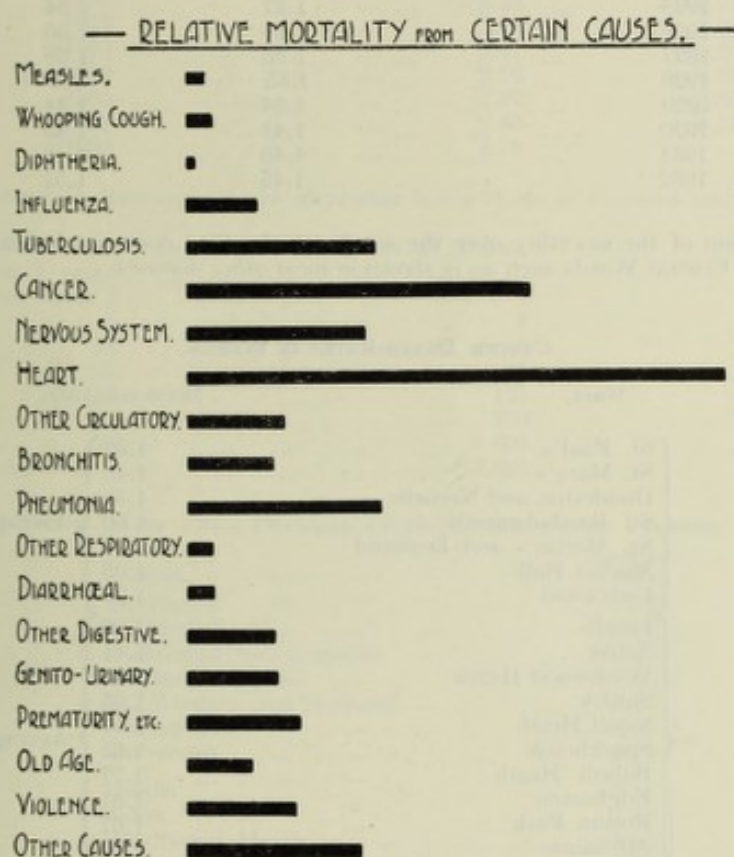 RELATIVE MORTALITY FROM CERTAIN CAUSES.
MEASLES.
WHOOPING COUGH.
DIPHTHERIA.
INFLUENZA.
TUBERCULOSIS.
CANCER.
NERVOUS SYSTEM.
HEART.
OTHER CIRCULATORY.
BRONCHITIS.
PNEUMONIA.
OTHER RESPIRATORY.
DIARRHŒAL.
OTHER DIGESTIVE.
GENITO-URINARY.
PREMATURITY, ETC:
OLD AGE.
VIOLENCE.
OTHER CAUSES.